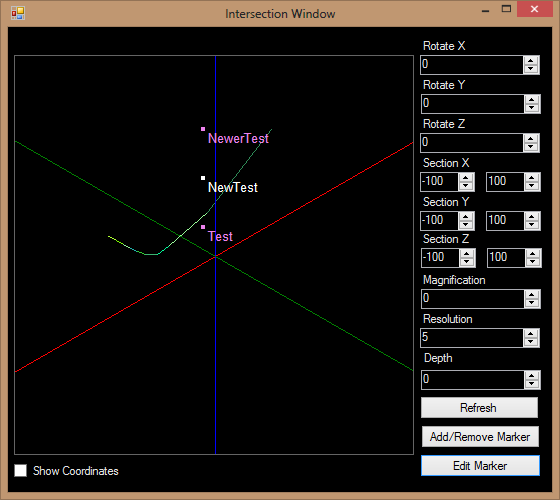 Intersection Window
NewerTest
NewTest
Test
Show Coordinates
Rotate X
0
Rotate Y
0
Rotate Z
0
Section X
-100 100
Section Y
-100 100
Section Z
-100 100
Magnification
0
Resolution
5
Depth
0
Refresh
Add/Remove Marker
Edit Marker